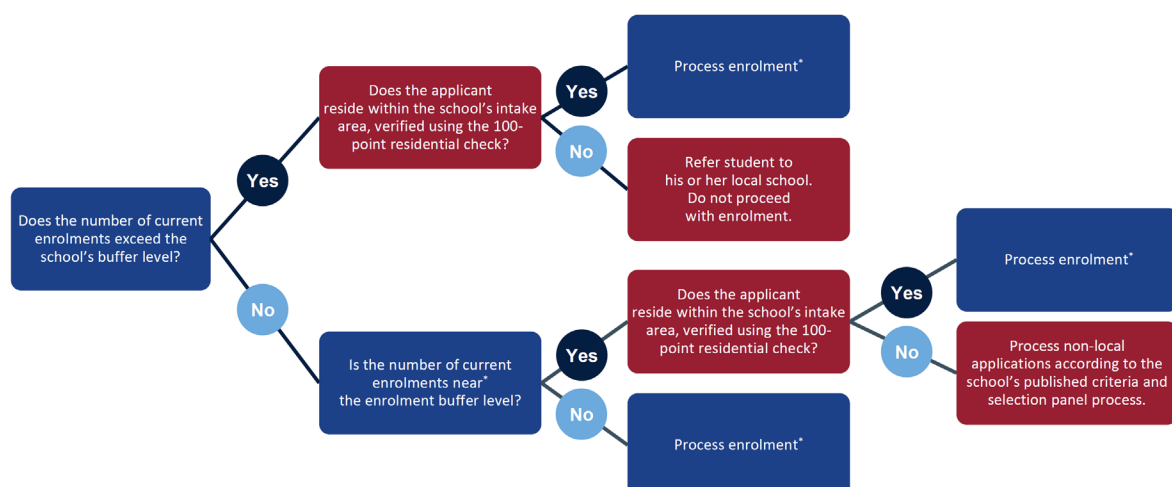 Does the number of current
enrolments exceed the
school's buffer level?
Yes
Does the applicant
reside within the school's intake
area, verified using the 100-
point residential check?
Yes
Process enrolment*
No
Refer student to
his or her local school.
Do not proceed
with enrolment.
No
Is the number of current
enrolments near*
the enrolment buffer level?
Yes
Does the applicant
reside within the school's intake
area, verified using the 100-
point residential check?
Yes
Process enrolment*
No
Process non-local
applications according to the
school's published criteria and
selection panel process.
No
Process enrolment*